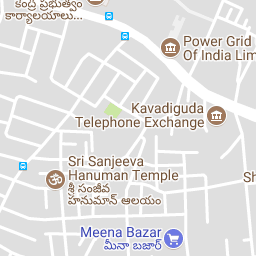 కేంద్ర ప్రభుత్వం
కార్యాలయాలు...
Power Grid
Of India Lim
Kavadiguda
Telephone Exchange
Sri Sanjeeva
Hanuman Temple
శ్రీ సంజీవ
హనుమాన్ ఆలయం
Sh
Meena Bazar
మీనా బజార్